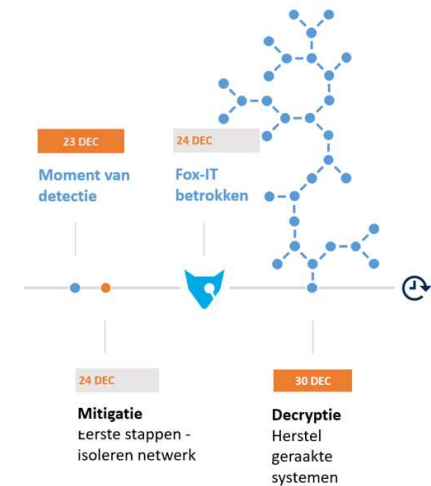 23 DEC
Moment van
detectie
24 DEC
Fox-IT
betrokken
24 DEC
Mitigatie
Eerste stappen -
isoleren netwerk
30 DEC
Decryptie
Herstel
geraakte
systemen